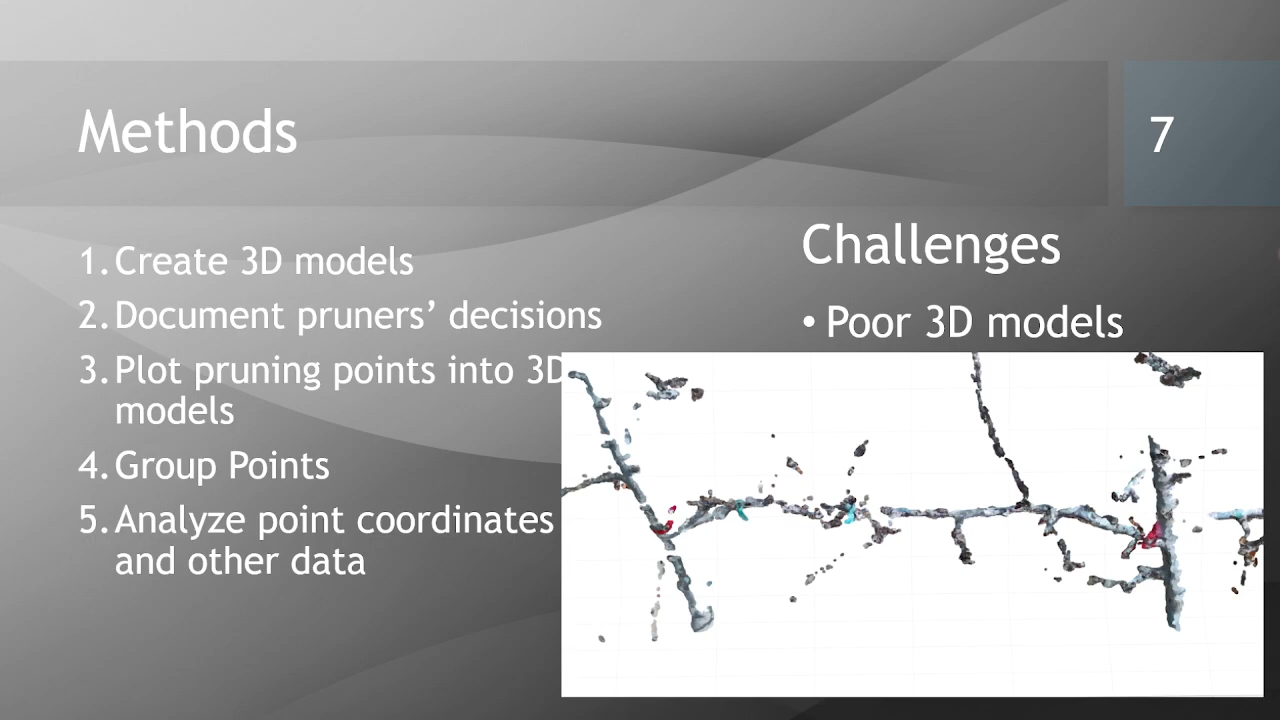 Methods
7
1. Create 3D models
2. Document pruners’ decisions
3. Plot pruning points into 3D
models
4. Group Points
5. Analyze point coordinates
and other data
Challenges
• Poor 3D models